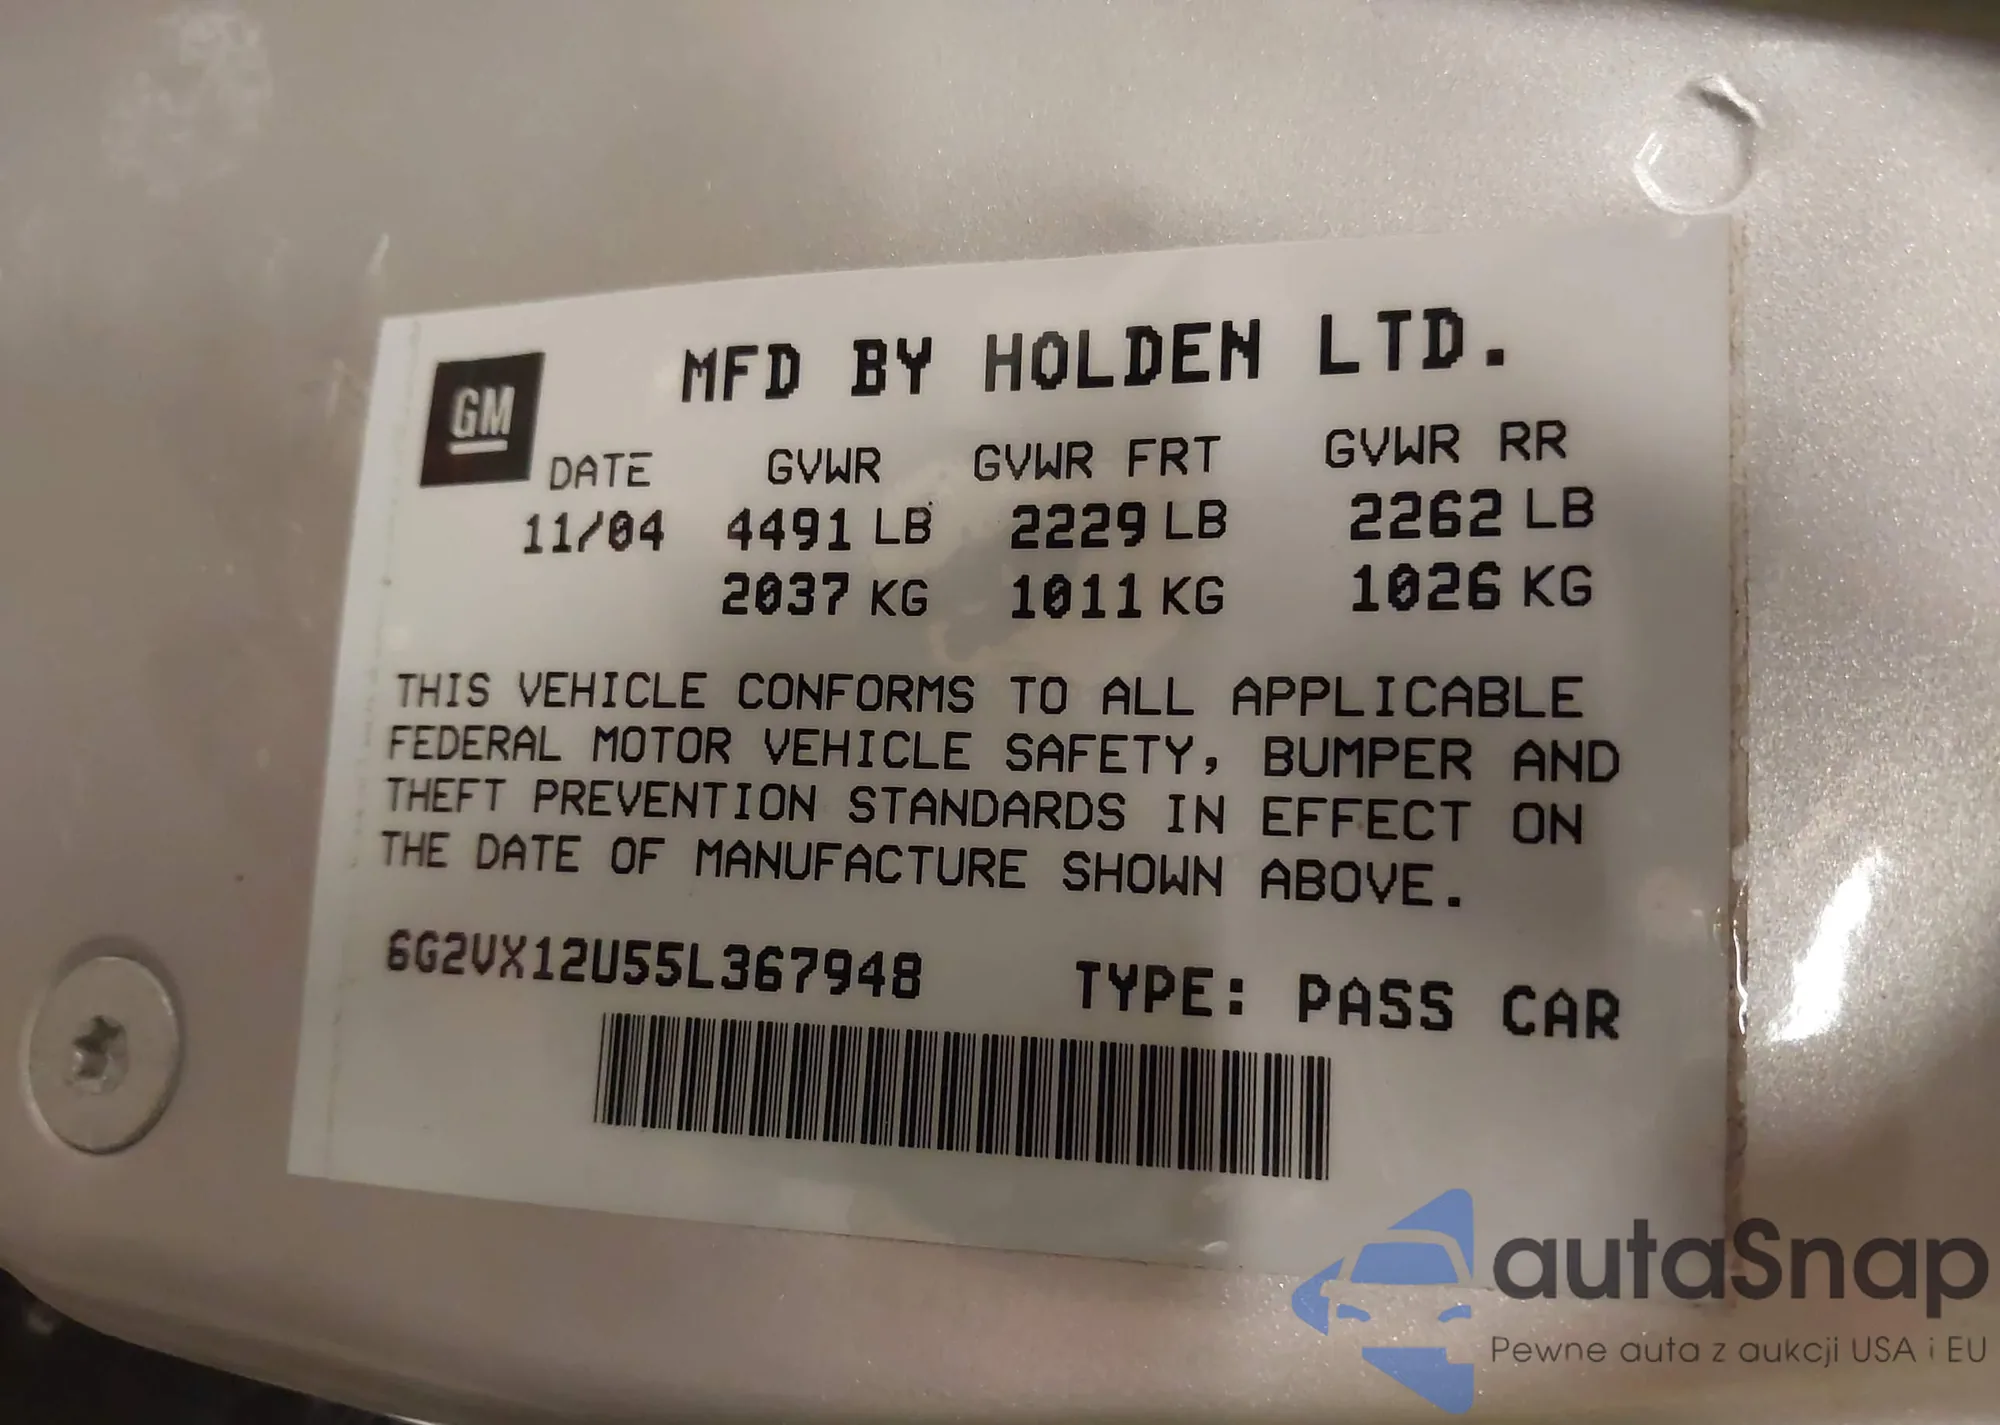 GM
MFD BY HOLDEN LTD.
DATE GVWR GVWR FRT GVWR RR
11/04 4491 LB 2229 LB 2262 LB
2037 KG 1011 KG 1026 KG
THIS VEHICLE CONFORMS TO ALL APPLICABLE
FEDERAL MOTOR VEHICLE SAFETY, BUMPER AND
THEFT PREVENTION STANDARDS IN EFFECT ON
THE DATE OF MANUFACTURE SHOWN ABOVE.
6G2VX12U55L367948 TYPE: PASS CAR
autaSnap
Pewne auta z aukcji USA i EU